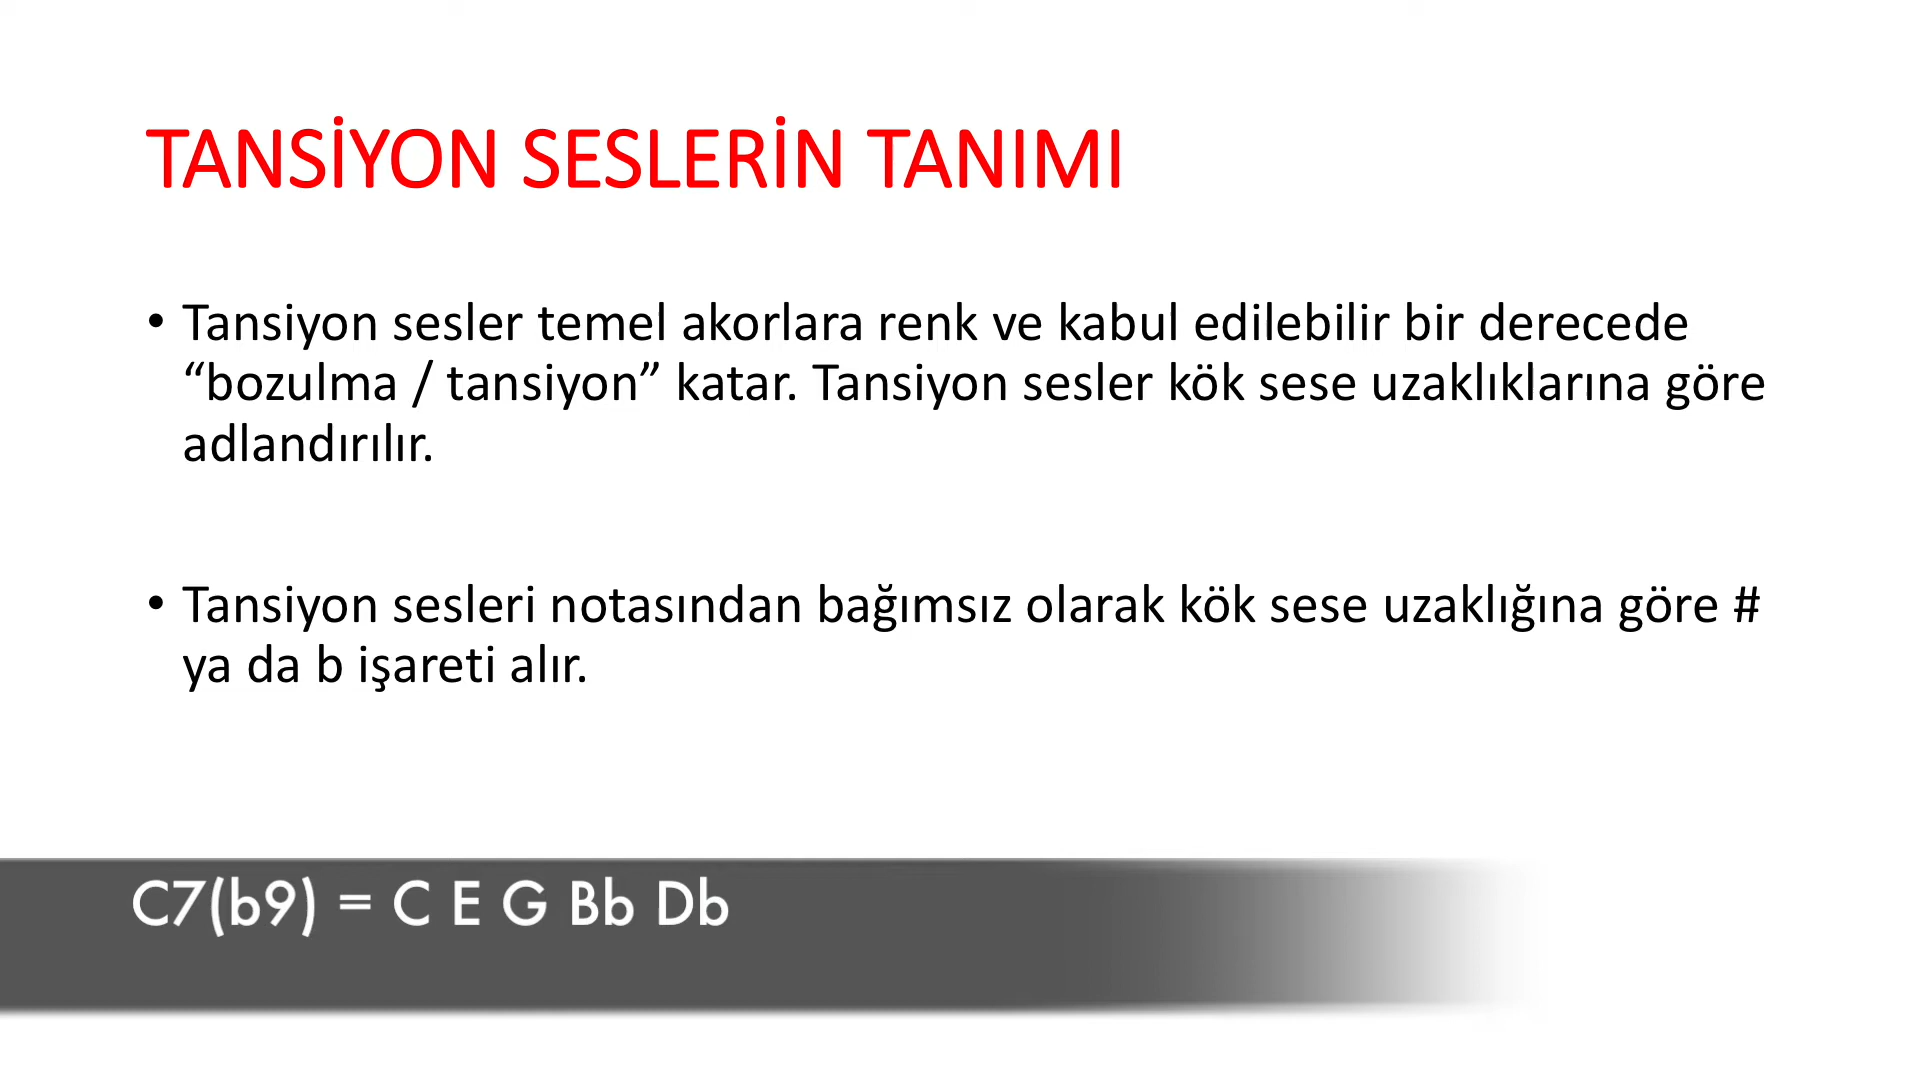 TANSİYON SESLERİN TANIMI
• Tansiyon sesler temel akorlara renk ve kabul edilebilir bir derecede
“bozulma / tansiyon” katar. Tansiyon sesler kök sese uzaklıklarına göre
adlandırılır.
• Tansiyon sesleri notasından bağımsız olarak kök sese uzaklığına göre #
ya da b işareti alır.
C7(b9) = C E G Bb Db